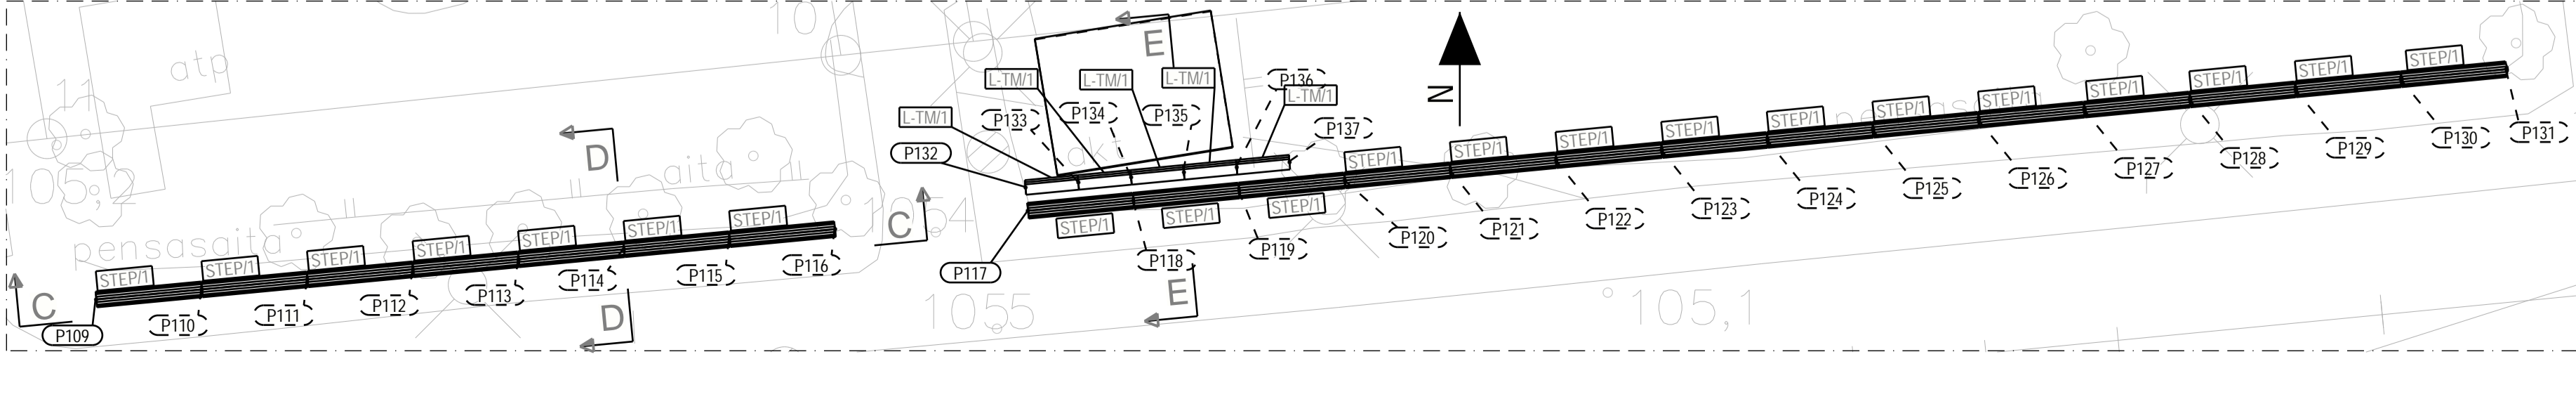 10
atp
11
105,2
pensasaita
aita
D
D
C
C
STEP/1
STEP/1
STEP/1
STEP/1
STEP/1
STEP/1
STEP/1
P109
P110
P111
P112
P113
P114
P115
P116
E
E
L-TM/1
L-TM/1
L-TM/1
L-TM/1
L-TM/1
P132
P133
P134
P135
P136
P137
N
STEP/1
STEP/1
STEP/1
STEP/1
STEP/1
STEP/1
STEP/1
STEP/1
STEP/1
STEP/1
STEP/1
STEP/1
STEP/1
STEP/1
P117
P118
P119
P120
P121
P122
P123
P124
P125
P126
P127
P128
P129
P130
P131
1054
1055
105,1